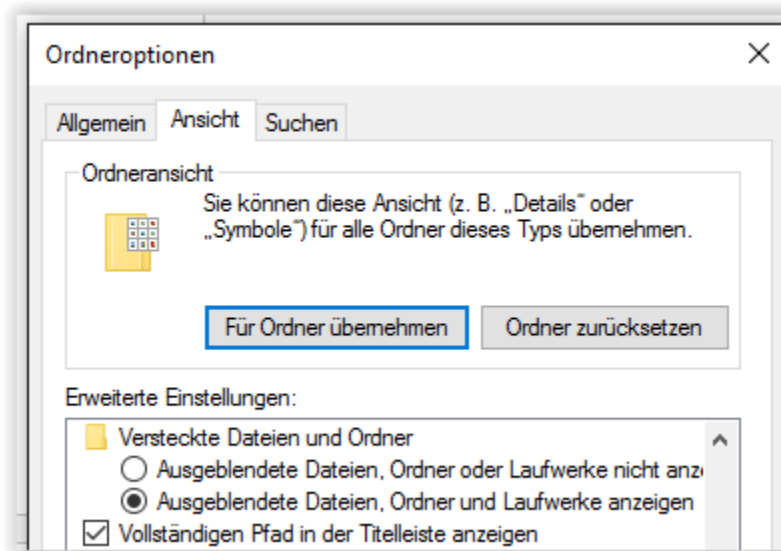 Ordneroptionen
Allgemein Ansicht Suchen
Ordneransicht
Sie können diese Ansicht (z. B. „Details“ oder
„Symbole“) für alle Ordner dieses Typs übernehmen.
Für Ordner übernehmen Ordner zurücksetzen
Erweiterte Einstellungen:
Versteckte Dateien und Ordner
Ausgeblendete Dateien, Ordner oder Laufwerke nicht
Ausgeblendete Dateien, Ordner und Laufwerke anzeigen
Vollständigen Pfad in der Titelleiste anzeigen